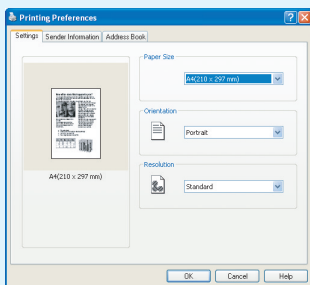 Printing Preferences
Settings Sender Information Address Book
Paper Size
A4(210 x 297 mm)
Orientation
Portrait
A4(210 x 297 mm)
Resolution
Standard
OK Cancel Help